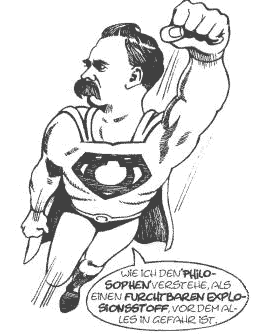 WIE ICH DEN 'PHILO-
SOPHEN' VERSTEHE, ALS
EINEN FURCHTBAREN EXPLO-
SIONSSTOFF, VOR DEM AL-
LES IN GEFAHR IST.